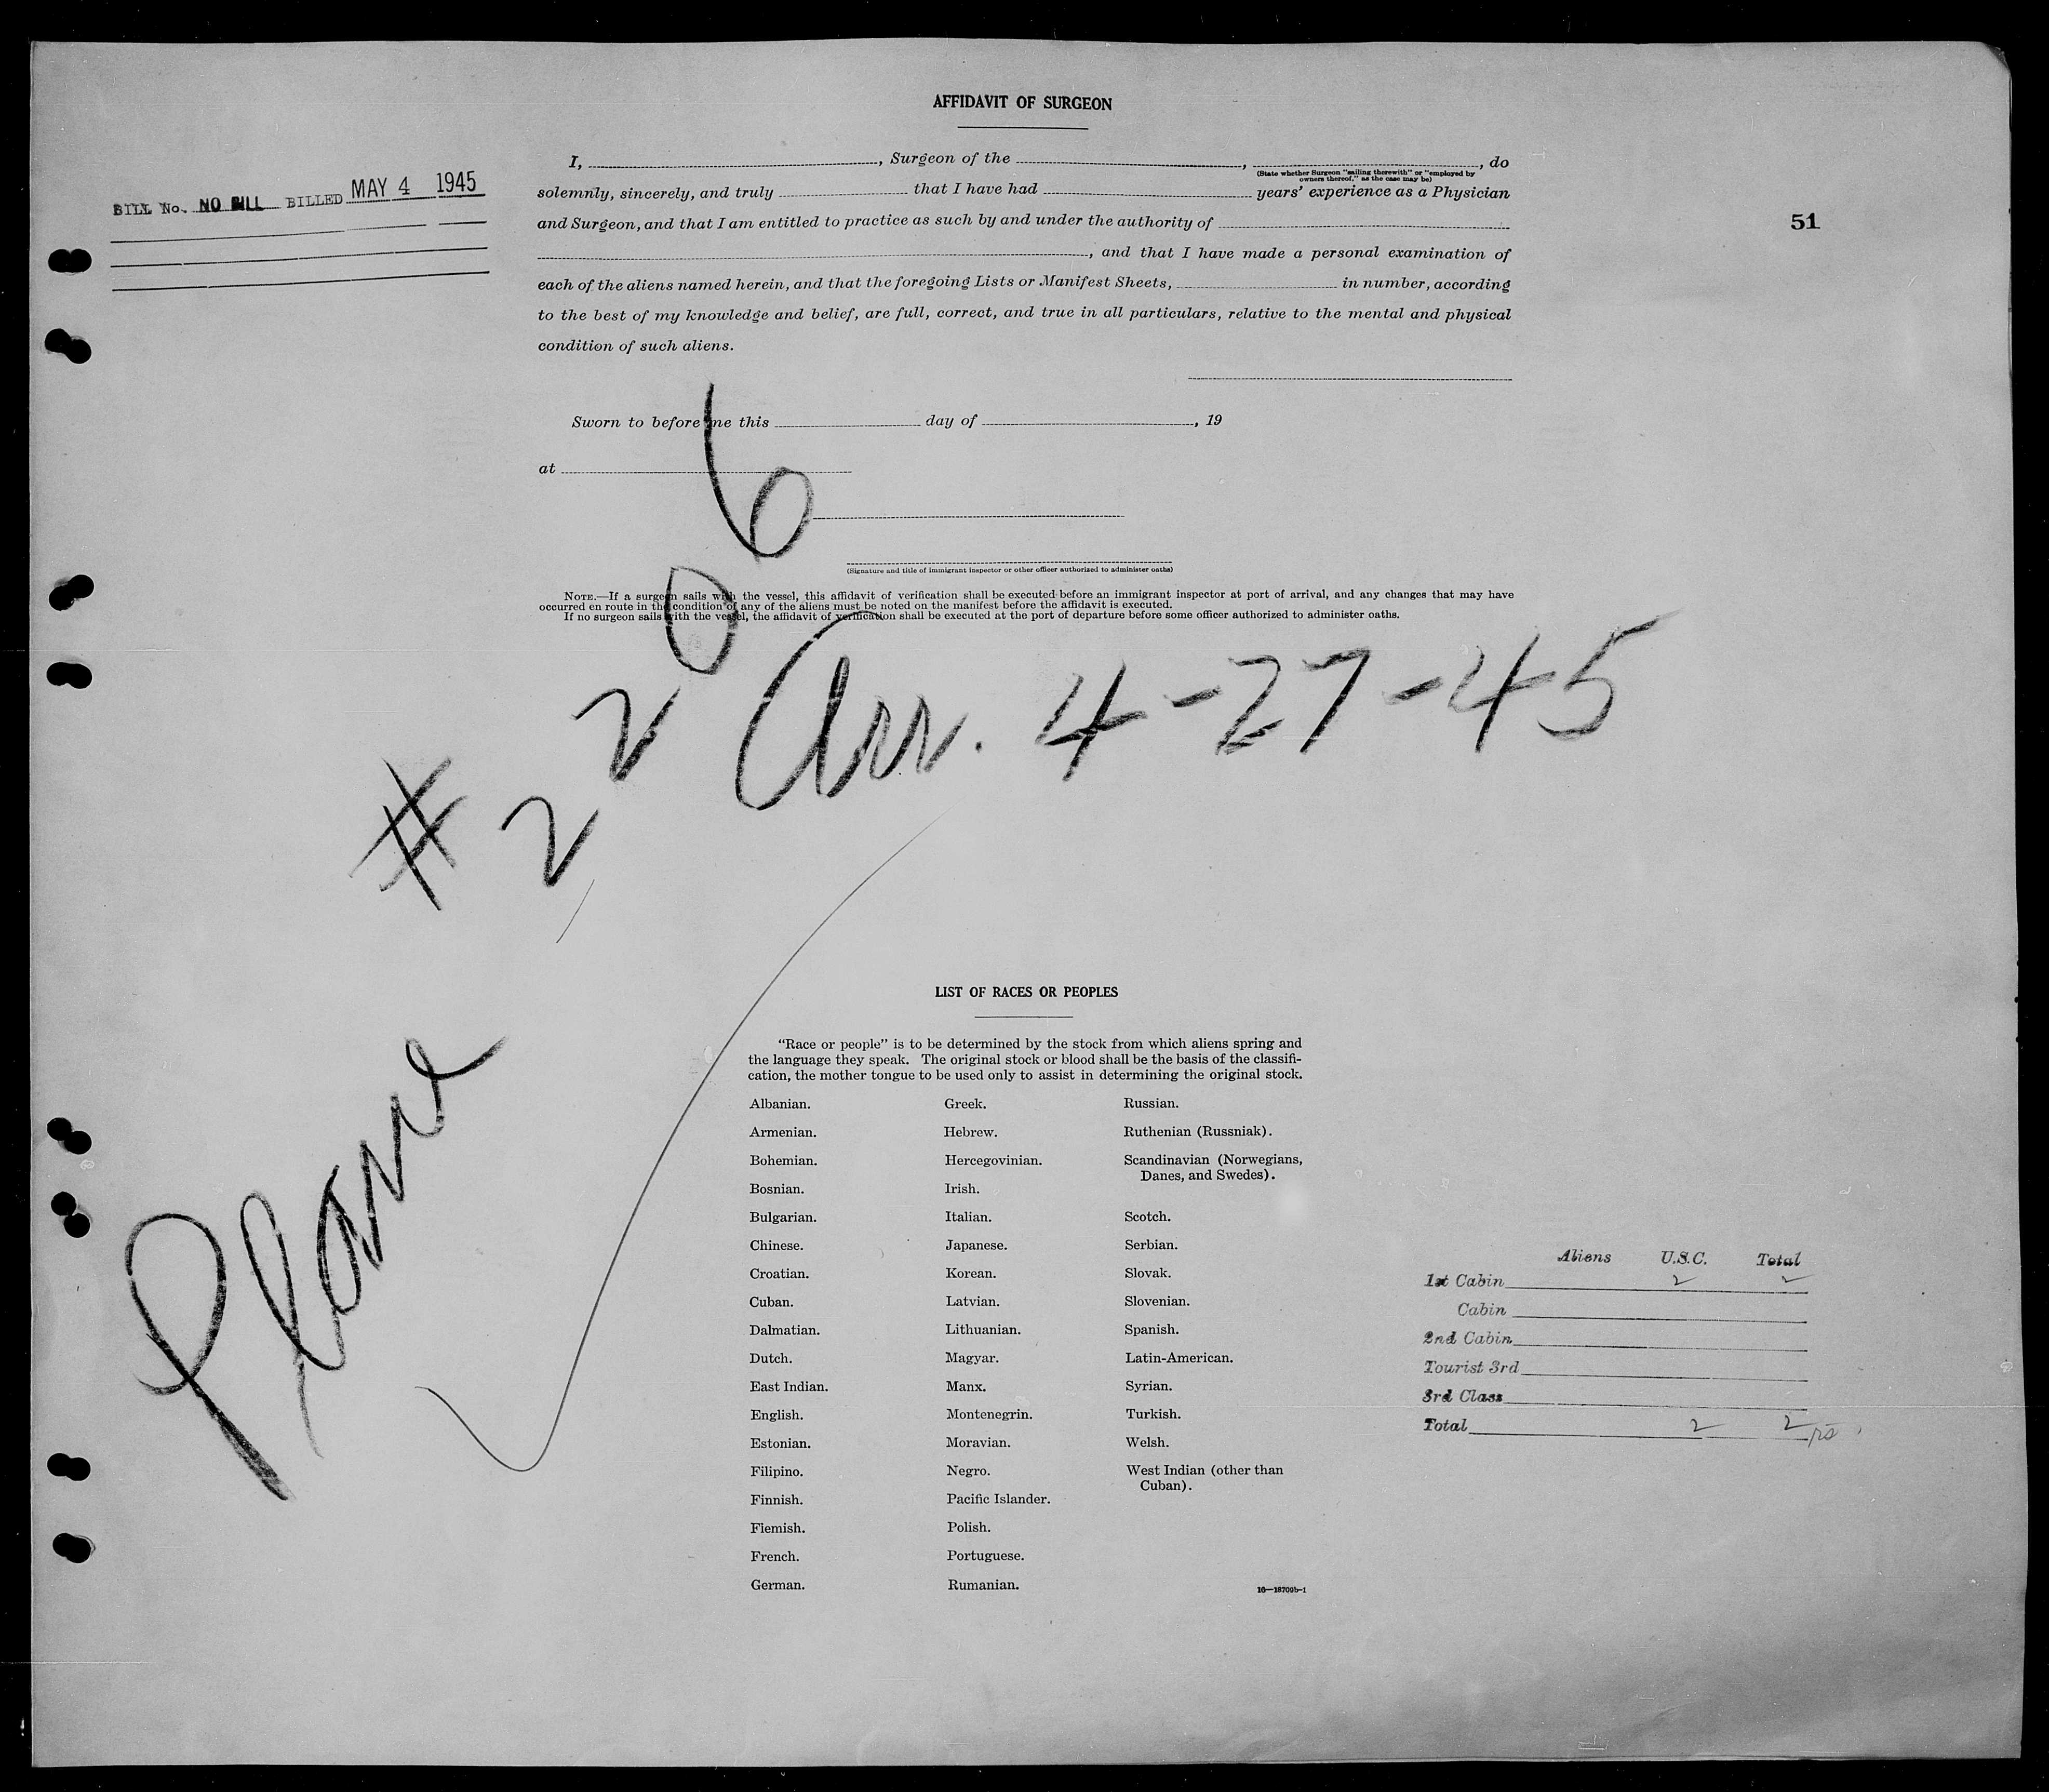 AFFIDAVIT OF SURGEON
I, , Surgeon of the , , do
(State whether Surgeon "sailing therewith" or "employed by
owners thereof," as the case may be)
solemnly, sincerely, and truly that I have had years' experience as a Physician
and Surgeon, and that I am entitled to practice as such by and under the authority of
, and that I have made a personal examination of
each of the aliens named herein, and that the foregoing Lists or Manifest Sheets, in number, according
to the best of my knowledge and belief, are full, correct, and true in all particulars, relative to the mental and physical
condition of such aliens.
BILL No. NO BILL BILLED MAY 4 1945
51
Sworn to before me this day of , 19
at
(Signature and title of immigrant inspector or other officer authorized to administer oaths)
NOTE.—If a surgeon sails with the vessel, this affidavit of verification shall be executed before an immigrant inspector at port of arrival, and any changes that may have
occurred en route in the condition of any of the aliens must be noted on the manifest before the affidavit is executed.
If no surgeon sails with the vessel, the affidavit of verification shall be executed at the port of departure before some officer authorized to administer oaths.
Plane # 2206
Arr. 4-27-45
LIST OF RACES OR PEOPLES
"Race or people" is to be determined by the stock from which aliens spring and
the language they speak. The original stock or blood shall be the basis of the classifi-
cation, the mother tongue to be used only to assist in determining the original stock.
Albanian. Greek. Russian.
Armenian. Hebrew. Ruthenian (Russniak).
Bohemian. Hercegovinian. Scandinavian (Norwegians,
Danes, and Swedes).
Bosnian. Irish.
Bulgarian. Italian. Scotch.
Chinese. Japanese. Serbian.
Croatian. Korean. Slovak.
Cuban. Latvian. Slovenian.
Dalmatian. Lithuanian. Spanish.
Dutch. Magyar. Latin-American.
East Indian. Manx. Syrian.
English. Montenegrin. Turkish.
Estonian. Moravian. Welsh.
Filipino. Negro. West Indian (other than
Cuban).
Finnish. Pacific Islander.
Flemish. Polish.
French. Portuguese.
German. Rumanian.
16—18709b-1
Aliens U.S.C. Total
1st Cabin 2 2
Cabin
2nd Cabin
Tourist 3rd
3rd Class
Total 2 2